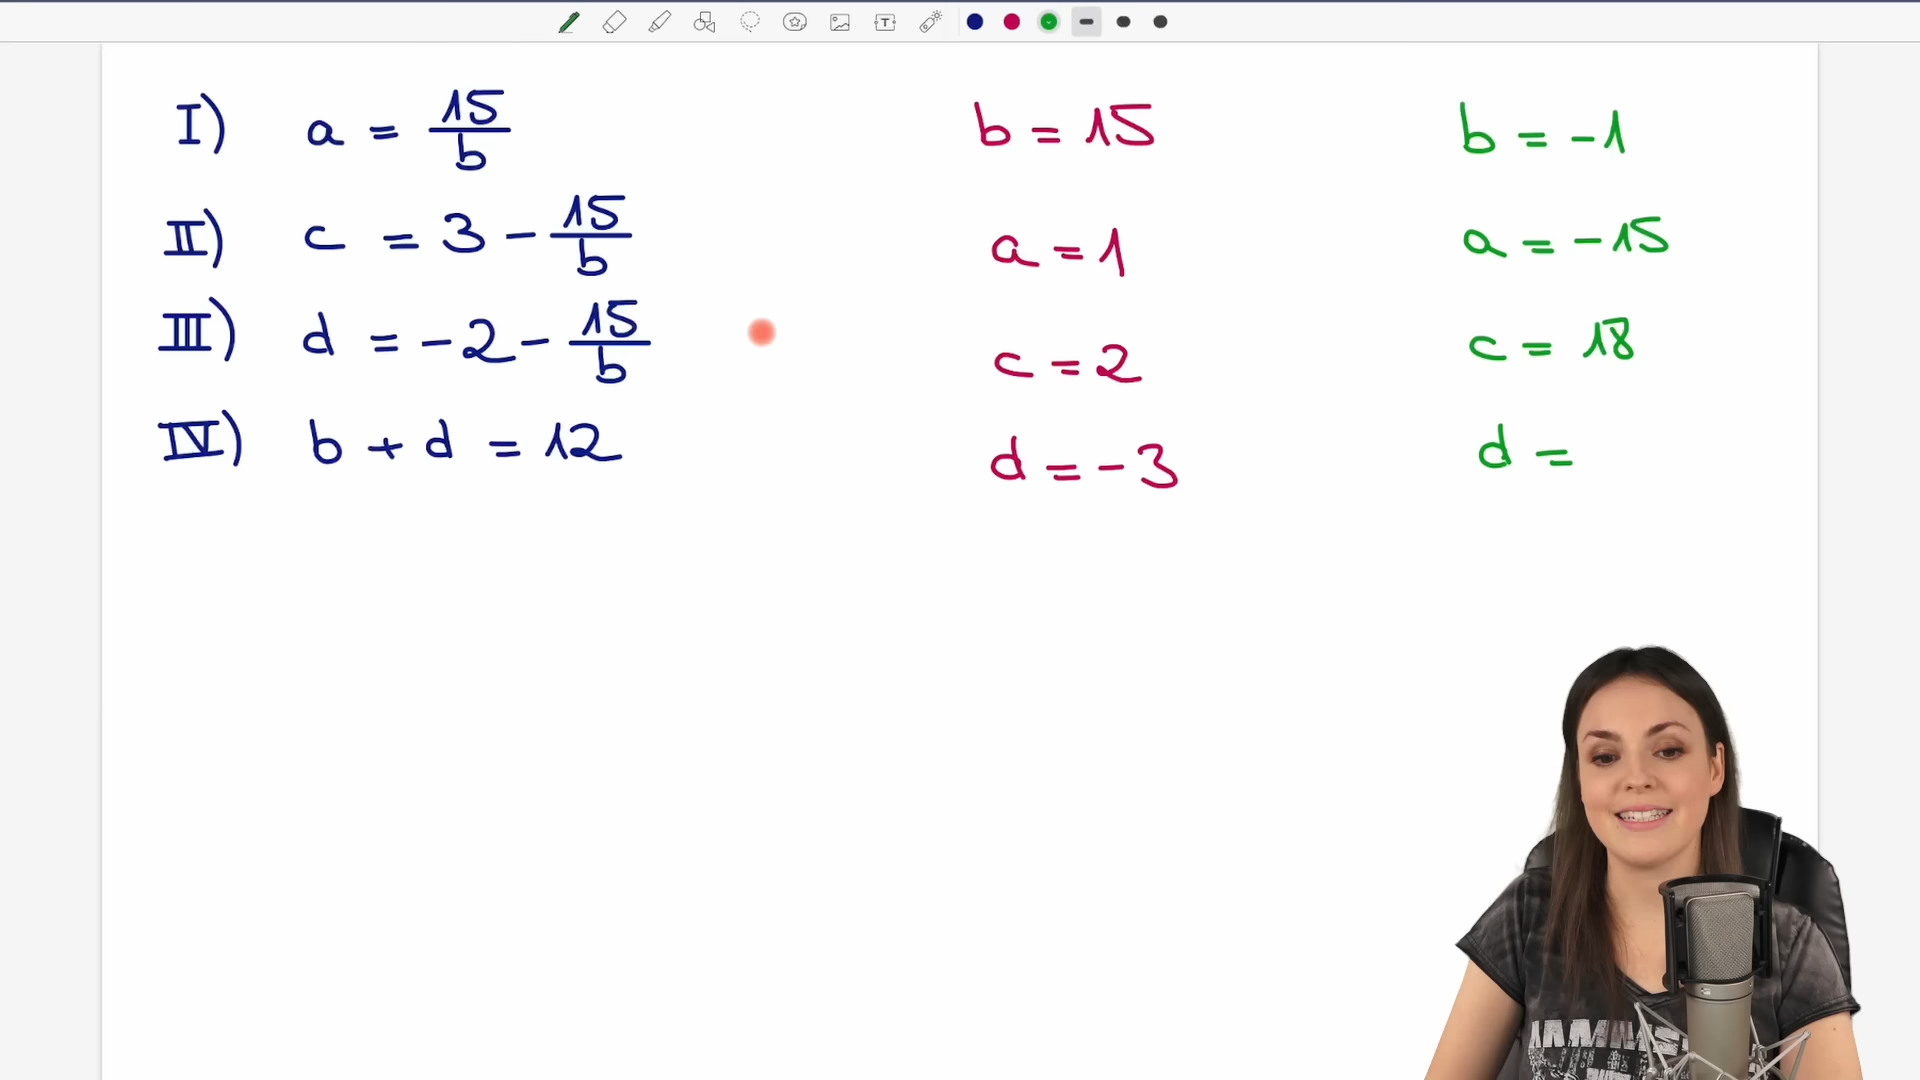 I) a = 15/b
b = 15
b = -1
II) c = 3 - 15/b
a = 1
a = -15
III) d = -2 - 15/b
c = 2
c = 18
IV) b + d = 12
d = -3
d =